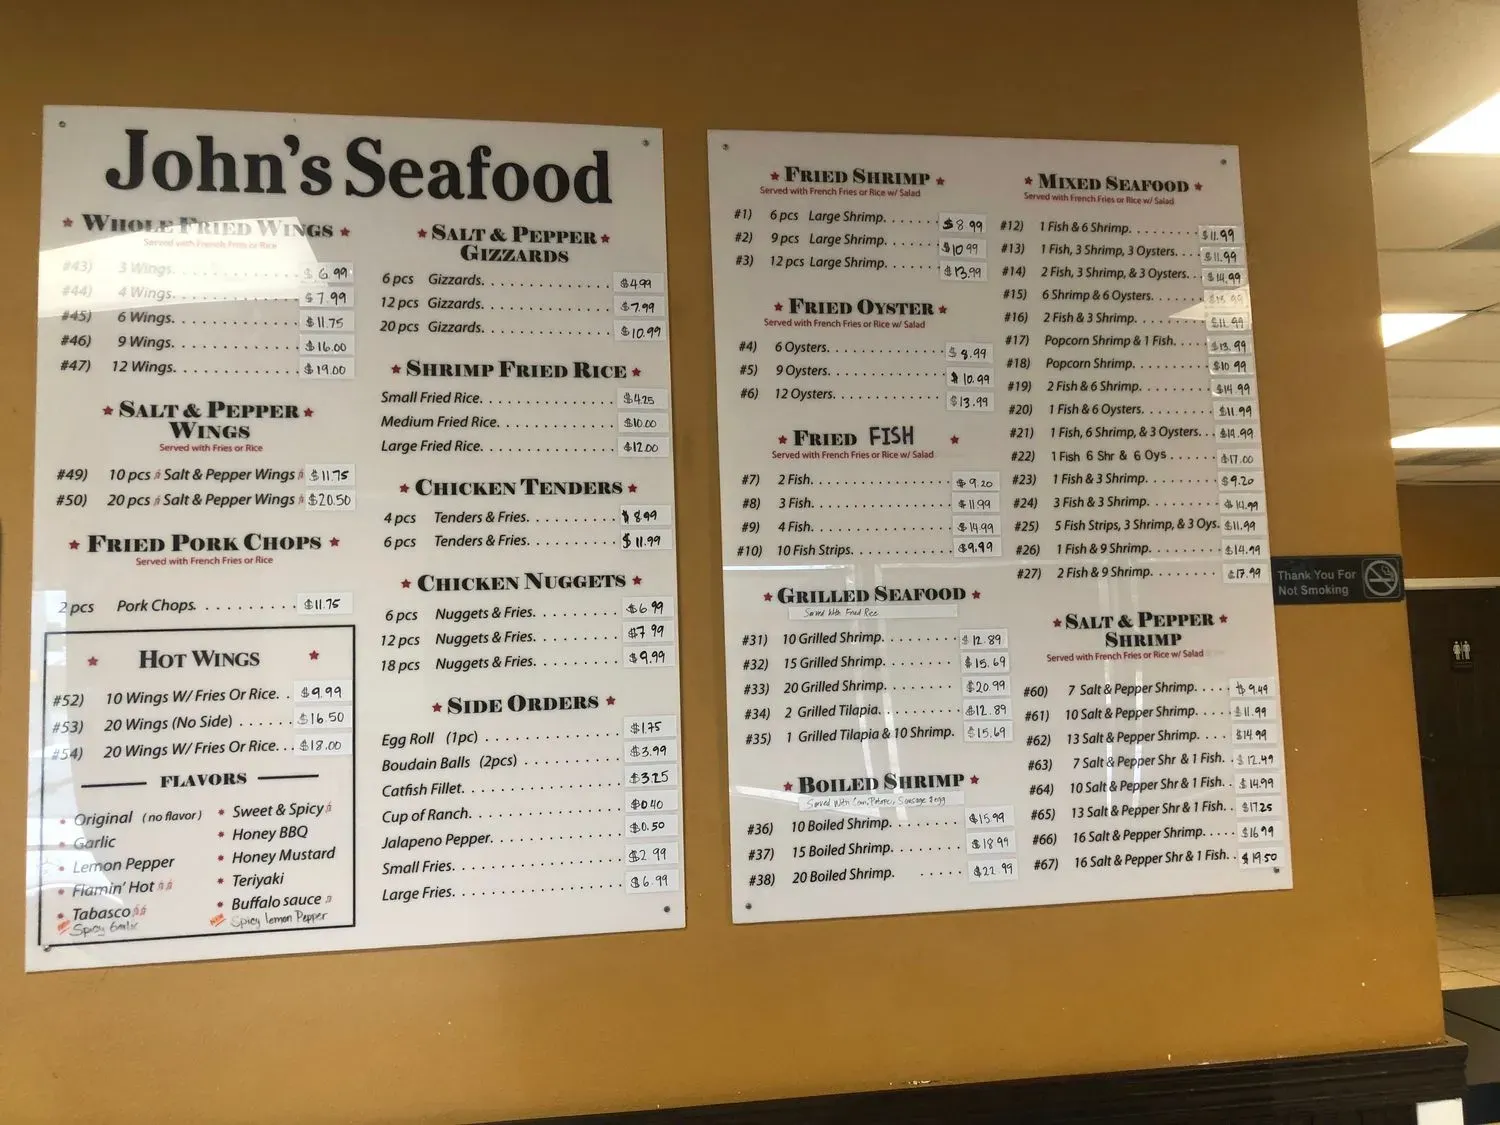 John's Seafood
WHOLE FRIED WINGS
Served with French Fries or Rice
#43) 3 Wings. $6.99
#44) 4 Wings. $7.99
#45) 6 Wings. $11.75
#46) 9 Wings. $16.00
#47) 12 Wings. $19.00
SALT & PEPPER
WINGS
Served with Fries or Rice
#49) 10 pcs Salt & Pepper Wings $11.75
#50) 20 pcs Salt & Pepper Wings $20.50
FRIED PORK CHOPS
Served with French Fries or Rice
2 pcs Pork Chops. $11.75
HOT WINGS
#52) 10 Wings W/ Fries Or Rice. $9.99
#53) 20 Wings (No Side) $16.50
#54) 20 Wings W/ Fries Or Rice. $18.00
FLAVORS
Original (no flavor)
Garlic
Lemon Pepper
Flamin' Hot
Tabasco
Spicy Garlic
Sweet & Spicy
Honey BBQ
Honey Mustard
Teriyaki
Buffalo sauce
Spicy lemon Pepper
SALT & PEPPER
GIZZARDS
6 pcs Gizzards. $4.99
12 pcs Gizzards. $7.99
20 pcs Gizzards. $10.99
SHRIMP FRIED RICE
Small Fried Rice. $4.25
Medium Fried Rice. $10.00
Large Fried Rice. $12.00
CHICKEN TENDERS
4 pcs Tenders & Fries. $8.99
6 pcs Tenders & Fries. $11.99
CHICKEN NUGGETS
6 pcs Nuggets & Fries. $6.99
12 pcs Nuggets & Fries. $7.99
18 pcs Nuggets & Fries. $9.99
SIDE ORDERS
Egg Roll (1pc) $1.75
Boudain Balls (2pcs) $3.99
Catfish Fillet. $3.25
Cup of Ranch. $0.40
Jalapeno Pepper. $0.50
Small Fries. $2.99
Large Fries. $6.99
FRIED SHRIMP
Served with French Fries or Rice w/ Salad
#1) 6 pcs Large Shrimp. $8.99
#2) 9 pcs Large Shrimp. $10.99
#3) 12 pcs Large Shrimp. $13.99
FRIED OYSTER
Served with French Fries or Rice w/ Salad
#4) 6 Oysters. $8.99
#5) 9 Oysters. $10.99
#6) 12 Oysters. $13.99
FRIED FISH
Served with French Fries or Rice w/ Salad
#7) 2 Fish. $9.20
#8) 3 Fish. $11.99
#9) 4 Fish. $14.99
#10) 10 Fish Strips. $9.99
GRILLED SEAFOOD
Served With Fried Rice
#31) 10 Grilled Shrimp. $12.89
#32) 15 Grilled Shrimp. $15.69
#33) 20 Grilled Shrimp. $20.99
#34) 2 Grilled Tilapia. $12.89
#35) 1 Grilled Tilapia & 10 Shrimp. $15.69
BOILED SHRIMP
Served With Corn, Potatoe, Sausage & egg
#36) 10 Boiled Shrimp. $15.99
#37) 15 Boiled Shrimp. $18.99
#38) 20 Boiled Shrimp. $22.99
MIXED SEAFOOD
Served with French Fries or Rice w/ Salad
#12) 1 Fish & 6 Shrimp. $11.99
#13) 1 Fish, 3 Shrimp, 3 Oysters. $11.99
#14) 2 Fish, 3 Shrimp, & 3 Oysters. $14.99
#15) 6 Shrimp & 6 Oysters.
#16) 2 Fish & 3 Shrimp. $11.99
#17) Popcorn Shrimp & 1 Fish. $13.99
#18) Popcorn Shrimp. $10.99
#19) 2 Fish & 6 Shrimp. $14.99
#20) 1 Fish & 6 Oysters. $11.99
#21) 1 Fish, 6 Shrimp, & 3 Oysters. $14.99
#22) 1 Fish 6 Shr & 6 Oys $17.00
#23) 1 Fish & 3 Shrimp. $9.20
#24) 3 Fish & 3 Shrimp. $14.99
#25) 5 Fish Strips, 3 Shrimp, & 3 Oys. $11.99
#26) 1 Fish & 9 Shrimp. $14.99
#27) 2 Fish & 9 Shrimp. $17.99
SALT & PEPPER
SHRIMP
Served with French Fries or Rice w/ Salad
#60) 7 Salt & Pepper Shrimp. $9.49
#61) 10 Salt & Pepper Shrimp. $11.99
#62) 13 Salt & Pepper Shrimp. $14.99
#63) 7 Salt & Pepper Shr & 1 Fish. $12.49
#64) 10 Salt & Pepper Shr & 1 Fish. $14.99
#65) 13 Salt & Pepper Shr & 1 Fish. $17.25
#66) 16 Salt & Pepper Shrimp. $16.99
#67) 16 Salt & Pepper Shr & 1 Fish. $19.50
Thank You For
Not Smoking